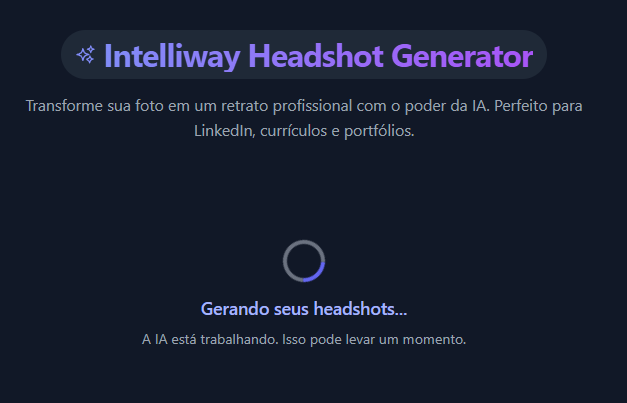 Intelliway Headshot Generator
Transforme sua foto em um retrato profissional com o poder da IA. Perfeito para
LinkedIn, currículos e portfólios.
Gerando seus headshots...
A IA está trabalhando. Isso pode levar um momento.